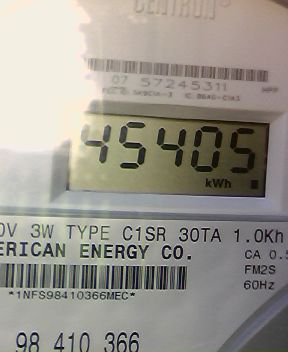 CENTRON
07 57245311
45405
kWh
0V 3W TYPE C1SR 30TA 1.0Kh
ERICAN ENERGY CO.
CA 0.5
FM2S
60Hz
*1NFS98410366MEC*
98 410 366